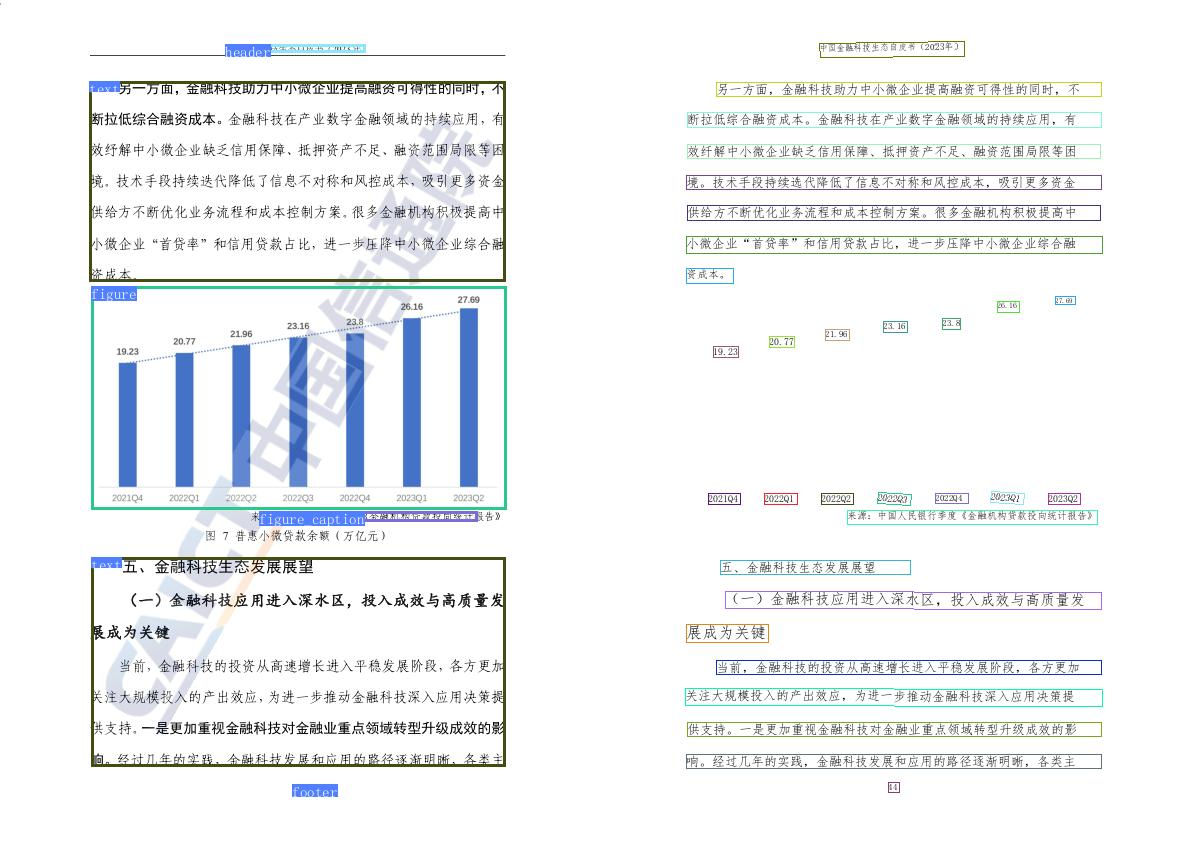 header
text
另一方面，金融科技助力中小微企业提高融资可得性的同时，不
断拉低综合融资成本。金融科技在产业数字金融领域的持续应用，有
效纾解中小微企业缺乏信用保障、抵押资产不足、融资范围局限等困
境。技术手段持续迭代降低了信息不对称和风控成本，吸引更多资金
供给方不断优化业务流程和成本控制方案。很多金融机构积极提高中
小微企业“首贷率”和信用贷款占比，进一步压降中小微企业综合融
资成本。
figure
19.23 20.77 21.96 23.16 23.8 26.16 27.69
2021Q4 2022Q1 2022Q2 2022Q3 2022Q4 2023Q1 2023Q2
figure caption
图 7 普惠小微贷款余额（万亿元）
text
五、金融科技生态发展展望
（一）金融科技应用进入深水区，投入成效与高质量发
展成为关键
当前，金融科技的投资从高速增长进入平稳发展阶段，各方更加
关注大规模投入的产出效应，为进一步推动金融科技深入应用决策提
供支持。一是更加重视金融科技对金融业重点领域转型升级成效的影
响。经过几年的实践，金融科技发展和应用的路径逐渐明晰，各类主
footer
CAICT 中国信通院
中国金融科技生态白皮书（2023年）
另一方面，金融科技助力中小微企业提高融资可得性的同时，不
断拉低综合融资成本。金融科技在产业数字金融领域的持续应用，有
效纤解中小微企业缺乏信用保障、抵押资产不足、融资范围局限等困
境。技术手段持续迭代降低了信息不对称和风控成本，吸引更多资金
供给方不断优化业务流程和成本控制方案。很多金融机构积极提高中
小微企业“首贷率”和信用贷款占比，进一步压降中小微企业综合融
资成本。
19.23 20.77 21.96 23.16 23.8 26.16 27.69
2021Q4 2022Q1 2022Q2 2022Q3 2022Q4 2023Q1 2023Q2
来源：中国人民银行季度《金融机构贷款投向统计报告》
五、金融科技生态发展展望
（一）金融科技应用进入深水区，投入成效与高质量发
展成为关键
当前，金融科技的投资从高速增长进入平稳发展阶段，各方更加
关注大规模投入的产出效应，为进一步推动金融科技深入应用决策提
供支持。一是更加重视金融科技对金融业重点领域转型升级成效的影
响。经过几年的实践，金融科技发展和应用的路径逐渐明晰，各类主
44